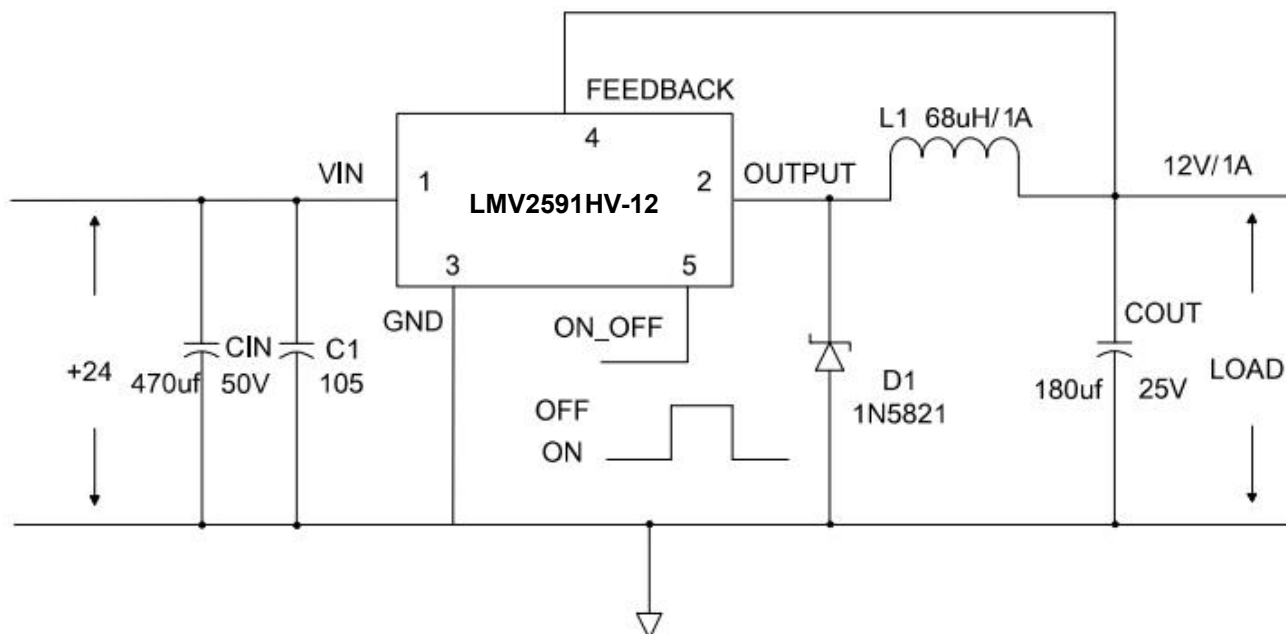 FEEDBACK
4
L1 68uH/1A
VIN
1
LMV2591HV-12
2
OUTPUT
12V/1A
3
5
GND
ON_OFF
COUT
+24
CIN
470uf 50V
C1
105
D1
1N5821
180uf 25V
LOAD
OFF
ON